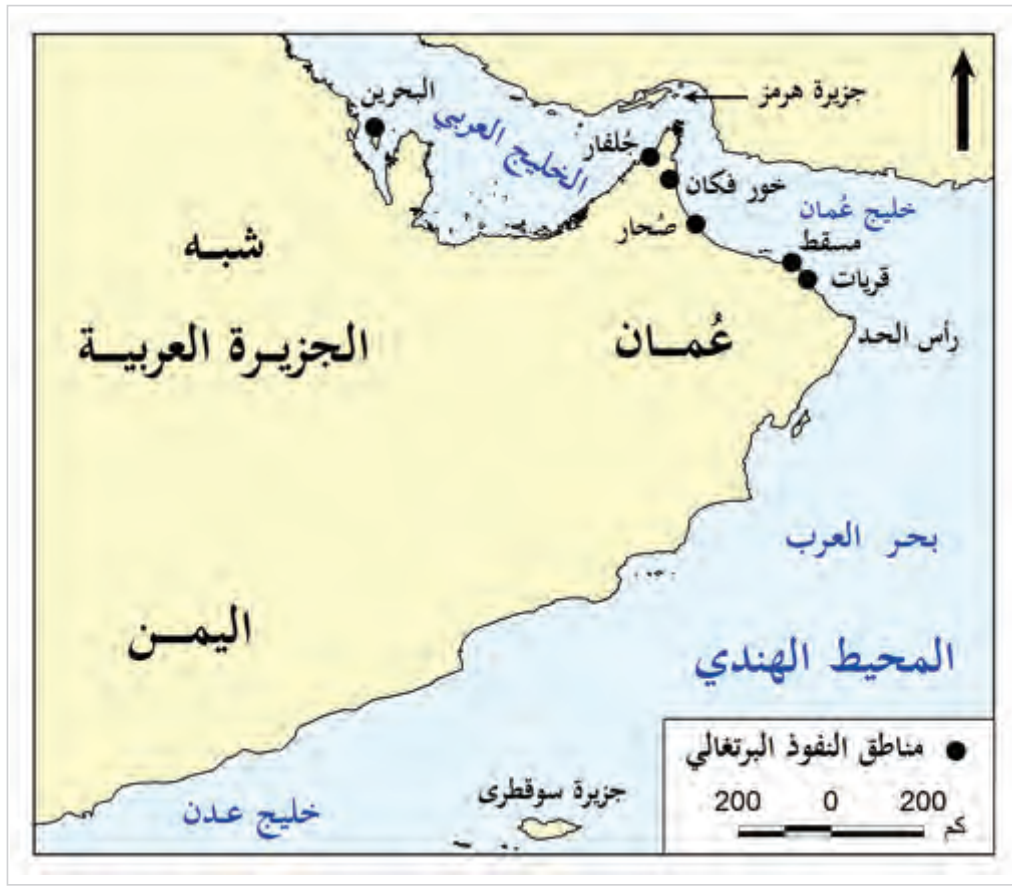 جزيرة هرمز
البحرين
الخليج العربي
جُلفار
خور فكان
خليج عُمان
صُحار
مسقط
قريات
شبه
الجزيرة العربية
عُمان
رأس الحد
بحر العرب
اليمن
المحيط الهندي
مناطق النفوذ البرتغالي
200 0 200
كم
جزيرة سوقطرى
خليج عدن